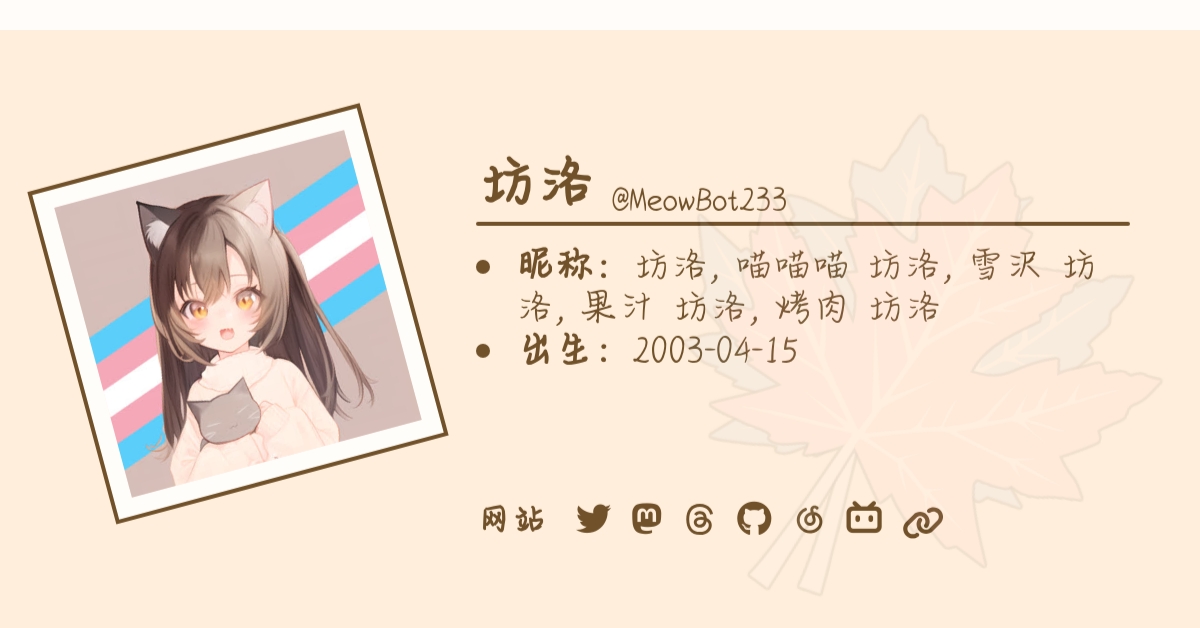 坊洛 @MeowBot233
昵称： 坊洛, 喵喵喵 坊洛, 雪沢 坊
洛, 果汁 坊洛, 烤肉 坊洛
出生： 2003-04-15
网站